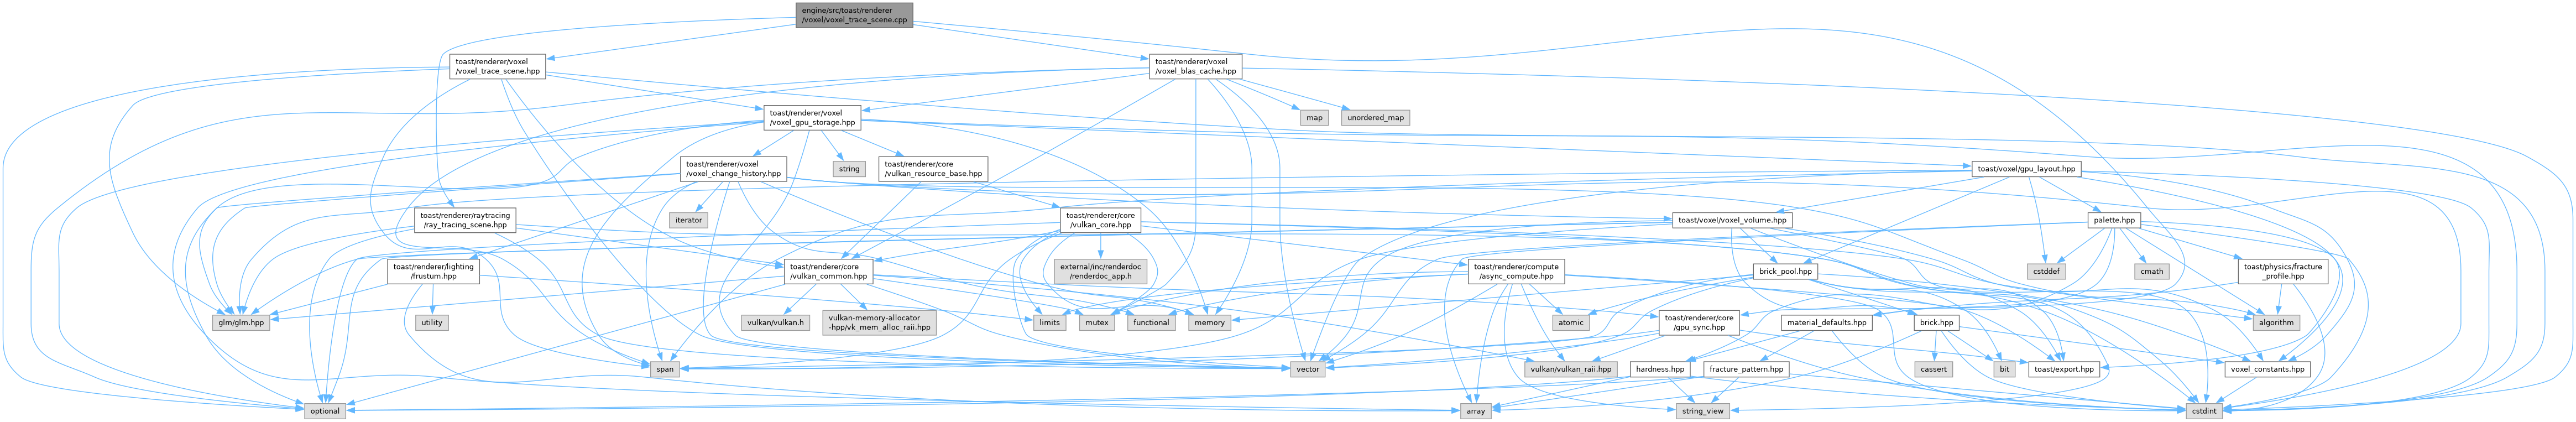 engine/src/toast/renderer
/voxel/voxel_trace_scene.cpp
toast/renderer/voxel
/voxel_trace_scene.hpp
toast/renderer/voxel
/voxel_blas_cache.hpp
toast/renderer/voxel
/voxel_gpu_storage.hpp
map
unordered_map
toast/renderer/voxel
/voxel_change_history.hpp
string
toast/renderer/core
/vulkan_resource_base.hpp
toast/voxel/gpu_layout.hpp
toast/renderer/raytracing
/ray_tracing_scene.hpp
iterator
toast/renderer/core
/vulkan_core.hpp
toast/voxel/voxel_volume.hpp
palette.hpp
toast/renderer/lighting
/frustum.hpp
toast/renderer/core
/vulkan_common.hpp
external/inc/renderdoc
/renderdoc_app.h
toast/renderer/compute
/async_compute.hpp
brick_pool.hpp
cstddef
cmath
toast/physics/fracture
_profile.hpp
glm/glm.hpp
utility
vulkan/vulkan.h
vulkan-memory-allocator
-hpp/vk_mem_alloc_raii.hpp
limits
mutex
functional
memory
atomic
toast/renderer/core
/gpu_sync.hpp
material_defaults.hpp
brick.hpp
algorithm
span
vector
vulkan/vulkan_raii.hpp
hardness.hpp
fracture_pattern.hpp
cassert
bit
toast/export.hpp
voxel_constants.hpp
optional
array
string_view
cstdint